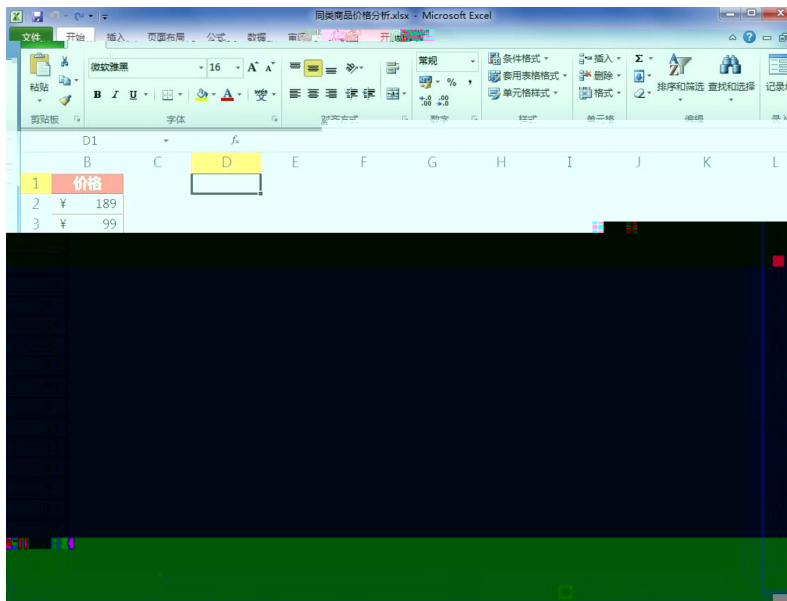 同类商品价格分析.xlsx - Microsoft Excel
文件 开始 插入 页面布局 公式 数据
微软雅黑 16 A A 常规 条件格式 插入 Σ
粘贴 % , 套用表格格式 删除 排序和筛选 查找和选择
B I U A 单元格样式 格式
剪贴板 字体 对齐方式 数字 样式 单元格 编辑
D1 fx
B C D E F G H I J K L
1 价格
2 ¥ 189
3 ¥ 99